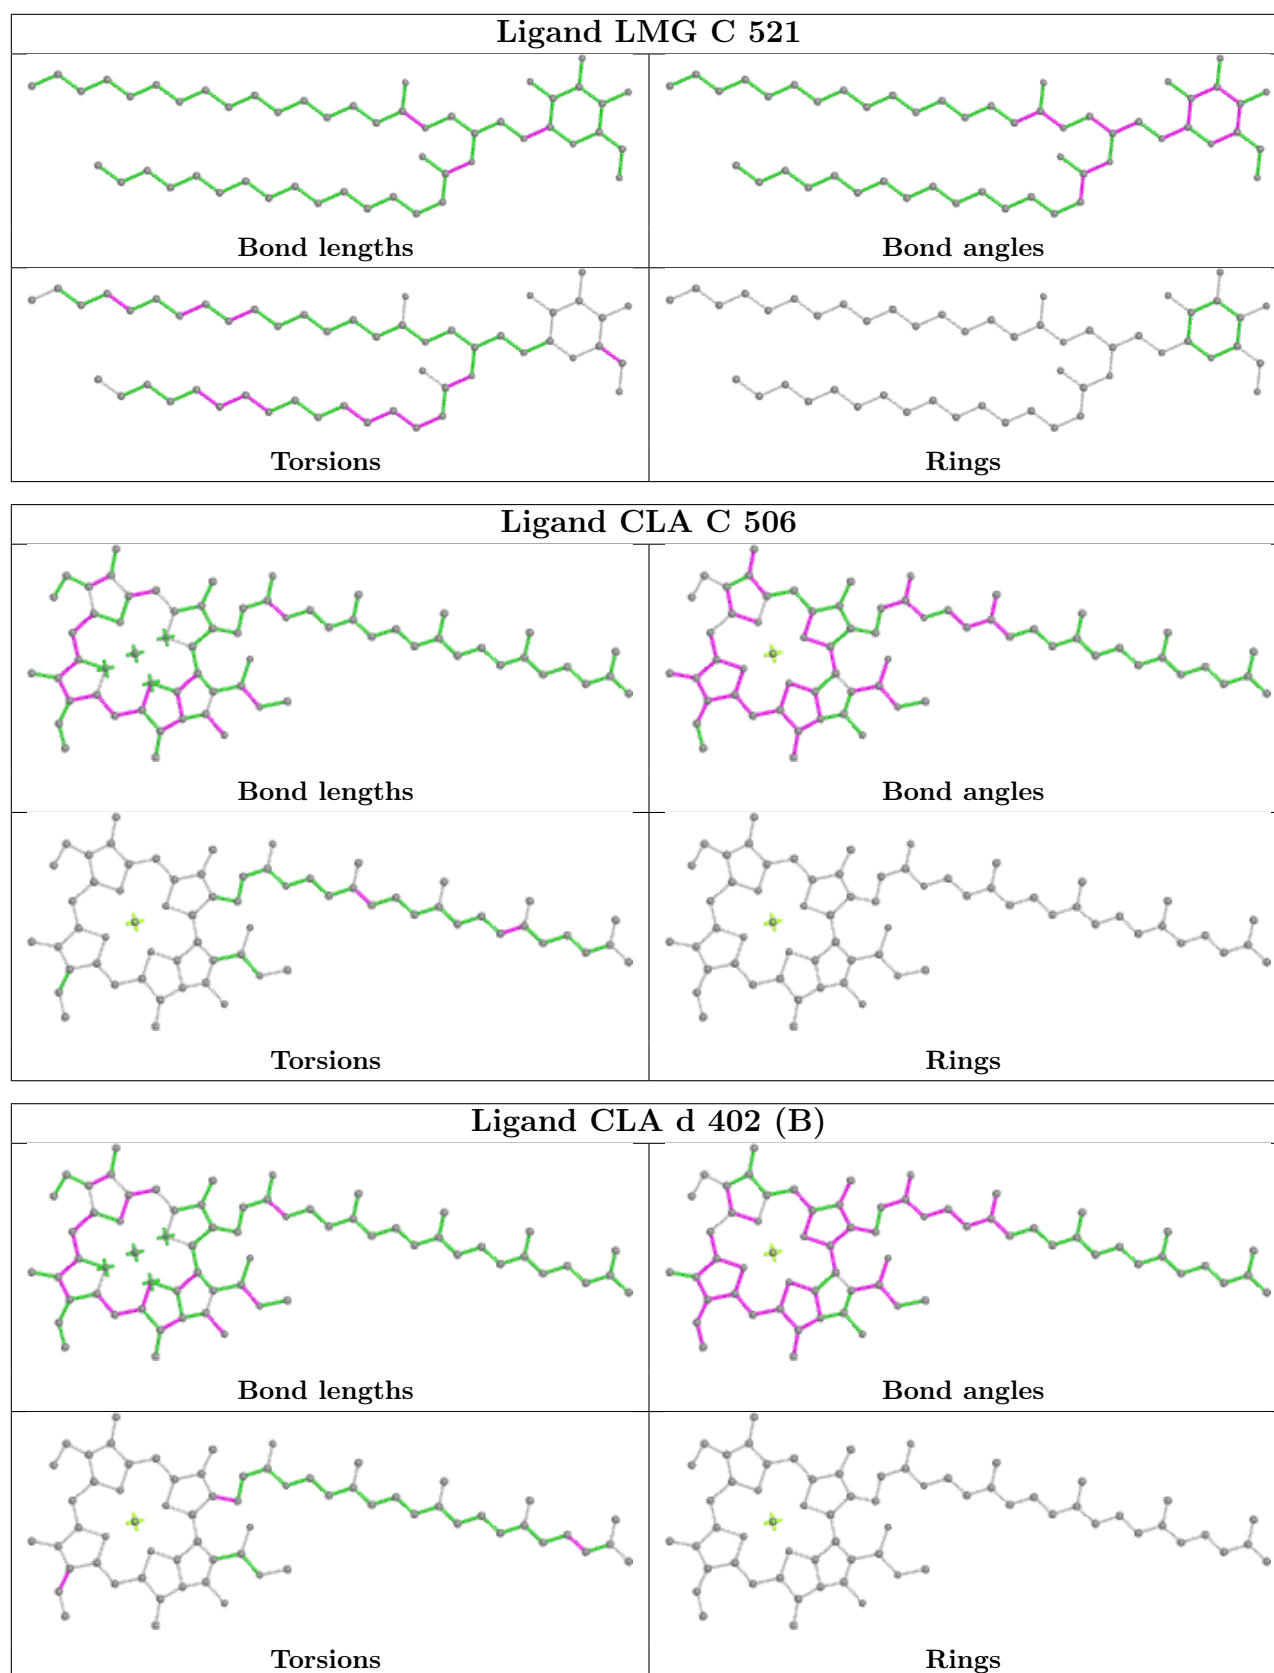 Ligand LMG C 521
Bond lengths
Bond angles
Torsions
Rings
Ligand CLA C 506
Bond lengths
Bond angles
Torsions
Rings
Ligand CLA d 402 (B)
Bond lengths
Bond angles
Torsions
Rings